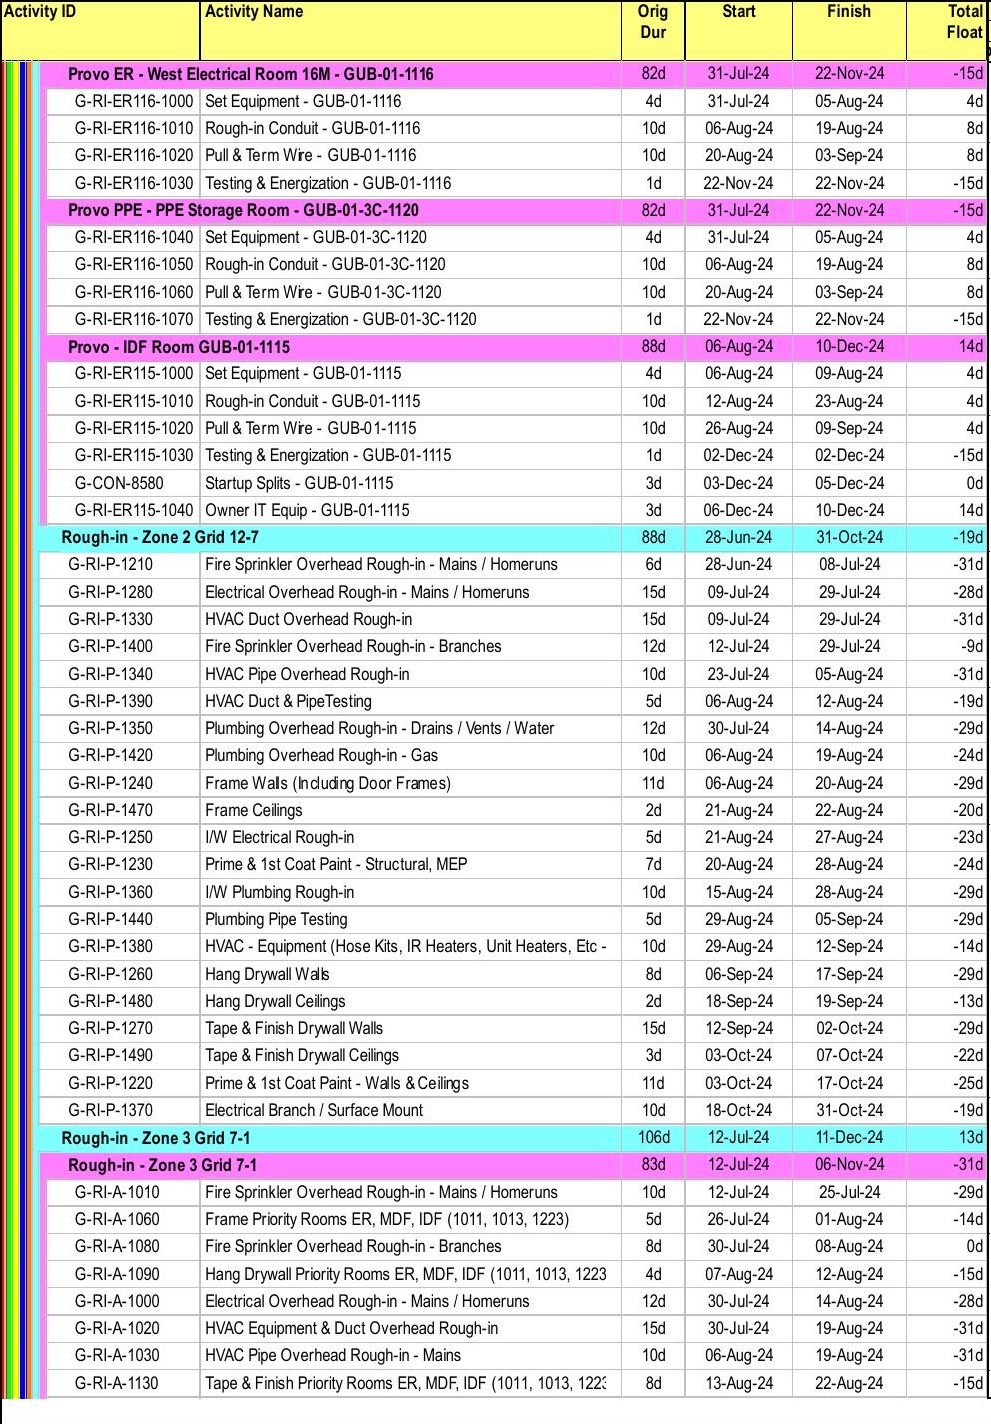 Activity ID Activity Name Orig Dur Start Finish Total Float
Provo ER - West Electrical Room 16M - GUB-01-1116 82d 31-Jul-24 22-Nov-24 -15d
G-RI-ER116-1000 Set Equipment - GUB-01-1116 4d 31-Jul-24 05-Aug-24 4d
G-RI-ER116-1010 Rough-in Conduit - GUB-01-1116 10d 06-Aug-24 19-Aug-24 8d
G-RI-ER116-1020 Pull & Term Wire - GUB-01-1116 10d 20-Aug-24 03-Sep-24 8d
G-RI-ER116-1030 Testing & Energization - GUB-01-1116 1d 22-Nov-24 22-Nov-24 -15d
Provo PPE - PPE Storage Room - GUB-01-3C-1120 82d 31-Jul-24 22-Nov-24 -15d
G-RI-ER116-1040 Set Equipment - GUB-01-3C-1120 4d 31-Jul-24 05-Aug-24 4d
G-RI-ER116-1050 Rough-in Conduit - GUB-01-3C-1120 10d 06-Aug-24 19-Aug-24 8d
G-RI-ER116-1060 Pull & Term Wire - GUB-01-3C-1120 10d 20-Aug-24 03-Sep-24 8d
G-RI-ER116-1070 Testing & Energization - GUB-01-3C-1120 1d 22-Nov-24 22-Nov-24 -15d
Provo - IDF Room GUB-01-1115 88d 06-Aug-24 10-Dec-24 14d
G-RI-ER115-1000 Set Equipment - GUB-01-1115 4d 06-Aug-24 09-Aug-24 4d
G-RI-ER115-1010 Rough-in Conduit - GUB-01-1115 10d 12-Aug-24 23-Aug-24 4d
G-RI-ER115-1020 Pull & Term Wire - GUB-01-1115 10d 26-Aug-24 09-Sep-24 4d
G-RI-ER115-1030 Testing & Energization - GUB-01-1115 1d 02-Dec-24 02-Dec-24 -15d
G-CON-8580 Startup Splits - GUB-01-1115 3d 03-Dec-24 05-Dec-24 0d
G-RI-ER115-1040 Owner IT Equip - GUB-01-1115 3d 06-Dec-24 10-Dec-24 14d
Rough-in - Zone 2 Grid 12-7 88d 28-Jun-24 31-Oct-24 -19d
G-RI-P-1210 Fire Sprinkler Overhead Rough-in - Mains / Homeruns 6d 28-Jun-24 08-Jul-24 -31d
G-RI-P-1280 Electrical Overhead Rough-in - Mains / Homeruns 15d 09-Jul-24 29-Jul-24 -28d
G-RI-P-1330 HVAC Duct Overhead Rough-in 15d 09-Jul-24 29-Jul-24 -31d
G-RI-P-1400 Fire Sprinkler Overhead Rough-in - Branches 12d 12-Jul-24 29-Jul-24 -9d
G-RI-P-1340 HVAC Pipe Overhead Rough-in 10d 23-Jul-24 05-Aug-24 -31d
G-RI-P-1390 HVAC Duct & PipeTesting 5d 06-Aug-24 12-Aug-24 -19d
G-RI-P-1350 Plumbing Overhead Rough-in - Drains / Vents / Water 12d 30-Jul-24 14-Aug-24 -29d
G-RI-P-1420 Plumbing Overhead Rough-in - Gas 10d 06-Aug-24 19-Aug-24 -24d
G-RI-P-1240 Frame Walls (Including Door Frames) 11d 06-Aug-24 20-Aug-24 -29d
G-RI-P-1470 Frame Ceilings 2d 21-Aug-24 22-Aug-24 -20d
G-RI-P-1250 I/W Electrical Rough-in 5d 21-Aug-24 27-Aug-24 -23d
G-RI-P-1230 Prime & 1st Coat Paint - Structural, MEP 7d 20-Aug-24 28-Aug-24 -24d
G-RI-P-1360 I/W Plumbing Rough-in 10d 15-Aug-24 28-Aug-24 -29d
G-RI-P-1440 Plumbing Pipe Testing 5d 29-Aug-24 05-Sep-24 -29d
G-RI-P-1380 HVAC - Equipment (Hose Kits, IR Heaters, Unit Heaters, Etc - 10d 29-Aug-24 12-Sep-24 -14d
G-RI-P-1260 Hang Drywall Walls 8d 06-Sep-24 17-Sep-24 -29d
G-RI-P-1480 Hang Drywall Ceilings 2d 18-Sep-24 19-Sep-24 -13d
G-RI-P-1270 Tape & Finish Drywall Walls 15d 12-Sep-24 02-Oct-24 -29d
G-RI-P-1490 Tape & Finish Drywall Ceilings 3d 03-Oct-24 07-Oct-24 -22d
G-RI-P-1220 Prime & 1st Coat Paint - Walls & Ceilings 11d 03-Oct-24 17-Oct-24 -25d
G-RI-P-1370 Electrical Branch / Surface Mount 10d 18-Oct-24 31-Oct-24 -19d
Rough-in - Zone 3 Grid 7-1 106d 12-Jul-24 11-Dec-24 13d
Rough-in - Zone 3 Grid 7-1 83d 12-Jul-24 06-Nov-24 -31d
G-RI-A-1010 Fire Sprinkler Overhead Rough-in - Mains / Homeruns 10d 12-Jul-24 25-Jul-24 -29d
G-RI-A-1060 Frame Priority Rooms ER, MDF, IDF (1011, 1013, 1223) 5d 26-Jul-24 01-Aug-24 -14d
G-RI-A-1080 Fire Sprinkler Overhead Rough-in - Branches 8d 30-Jul-24 08-Aug-24 0d
G-RI-A-1090 Hang Drywall Priority Rooms ER, MDF, IDF (1011, 1013, 1223 4d 07-Aug-24 12-Aug-24 -15d
G-RI-A-1000 Electrical Overhead Rough-in - Mains / Homeruns 12d 30-Jul-24 14-Aug-24 -28d
G-RI-A-1020 HVAC Equipment & Duct Overhead Rough-in 15d 30-Jul-24 19-Aug-24 -31d
G-RI-A-1030 HVAC Pipe Overhead Rough-in - Mains 10d 06-Aug-24 19-Aug-24 -31d
G-RI-A-1130 Tape & Finish Priority Rooms ER, MDF, IDF (1011, 1013, 122 8d 13-Aug-24 22-Aug-24 -15d